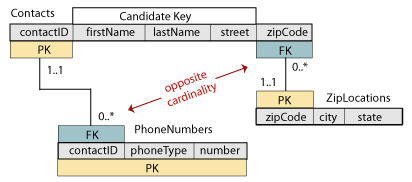 Contacts
Candidate Key
contactID firstName lastName street zipCode
PK FK
1..1 opposite cardinality 0..*
1..1
PK ZipLocations
0..* zipCode city state
FK PhoneNumbers
contactID phoneType number
PK